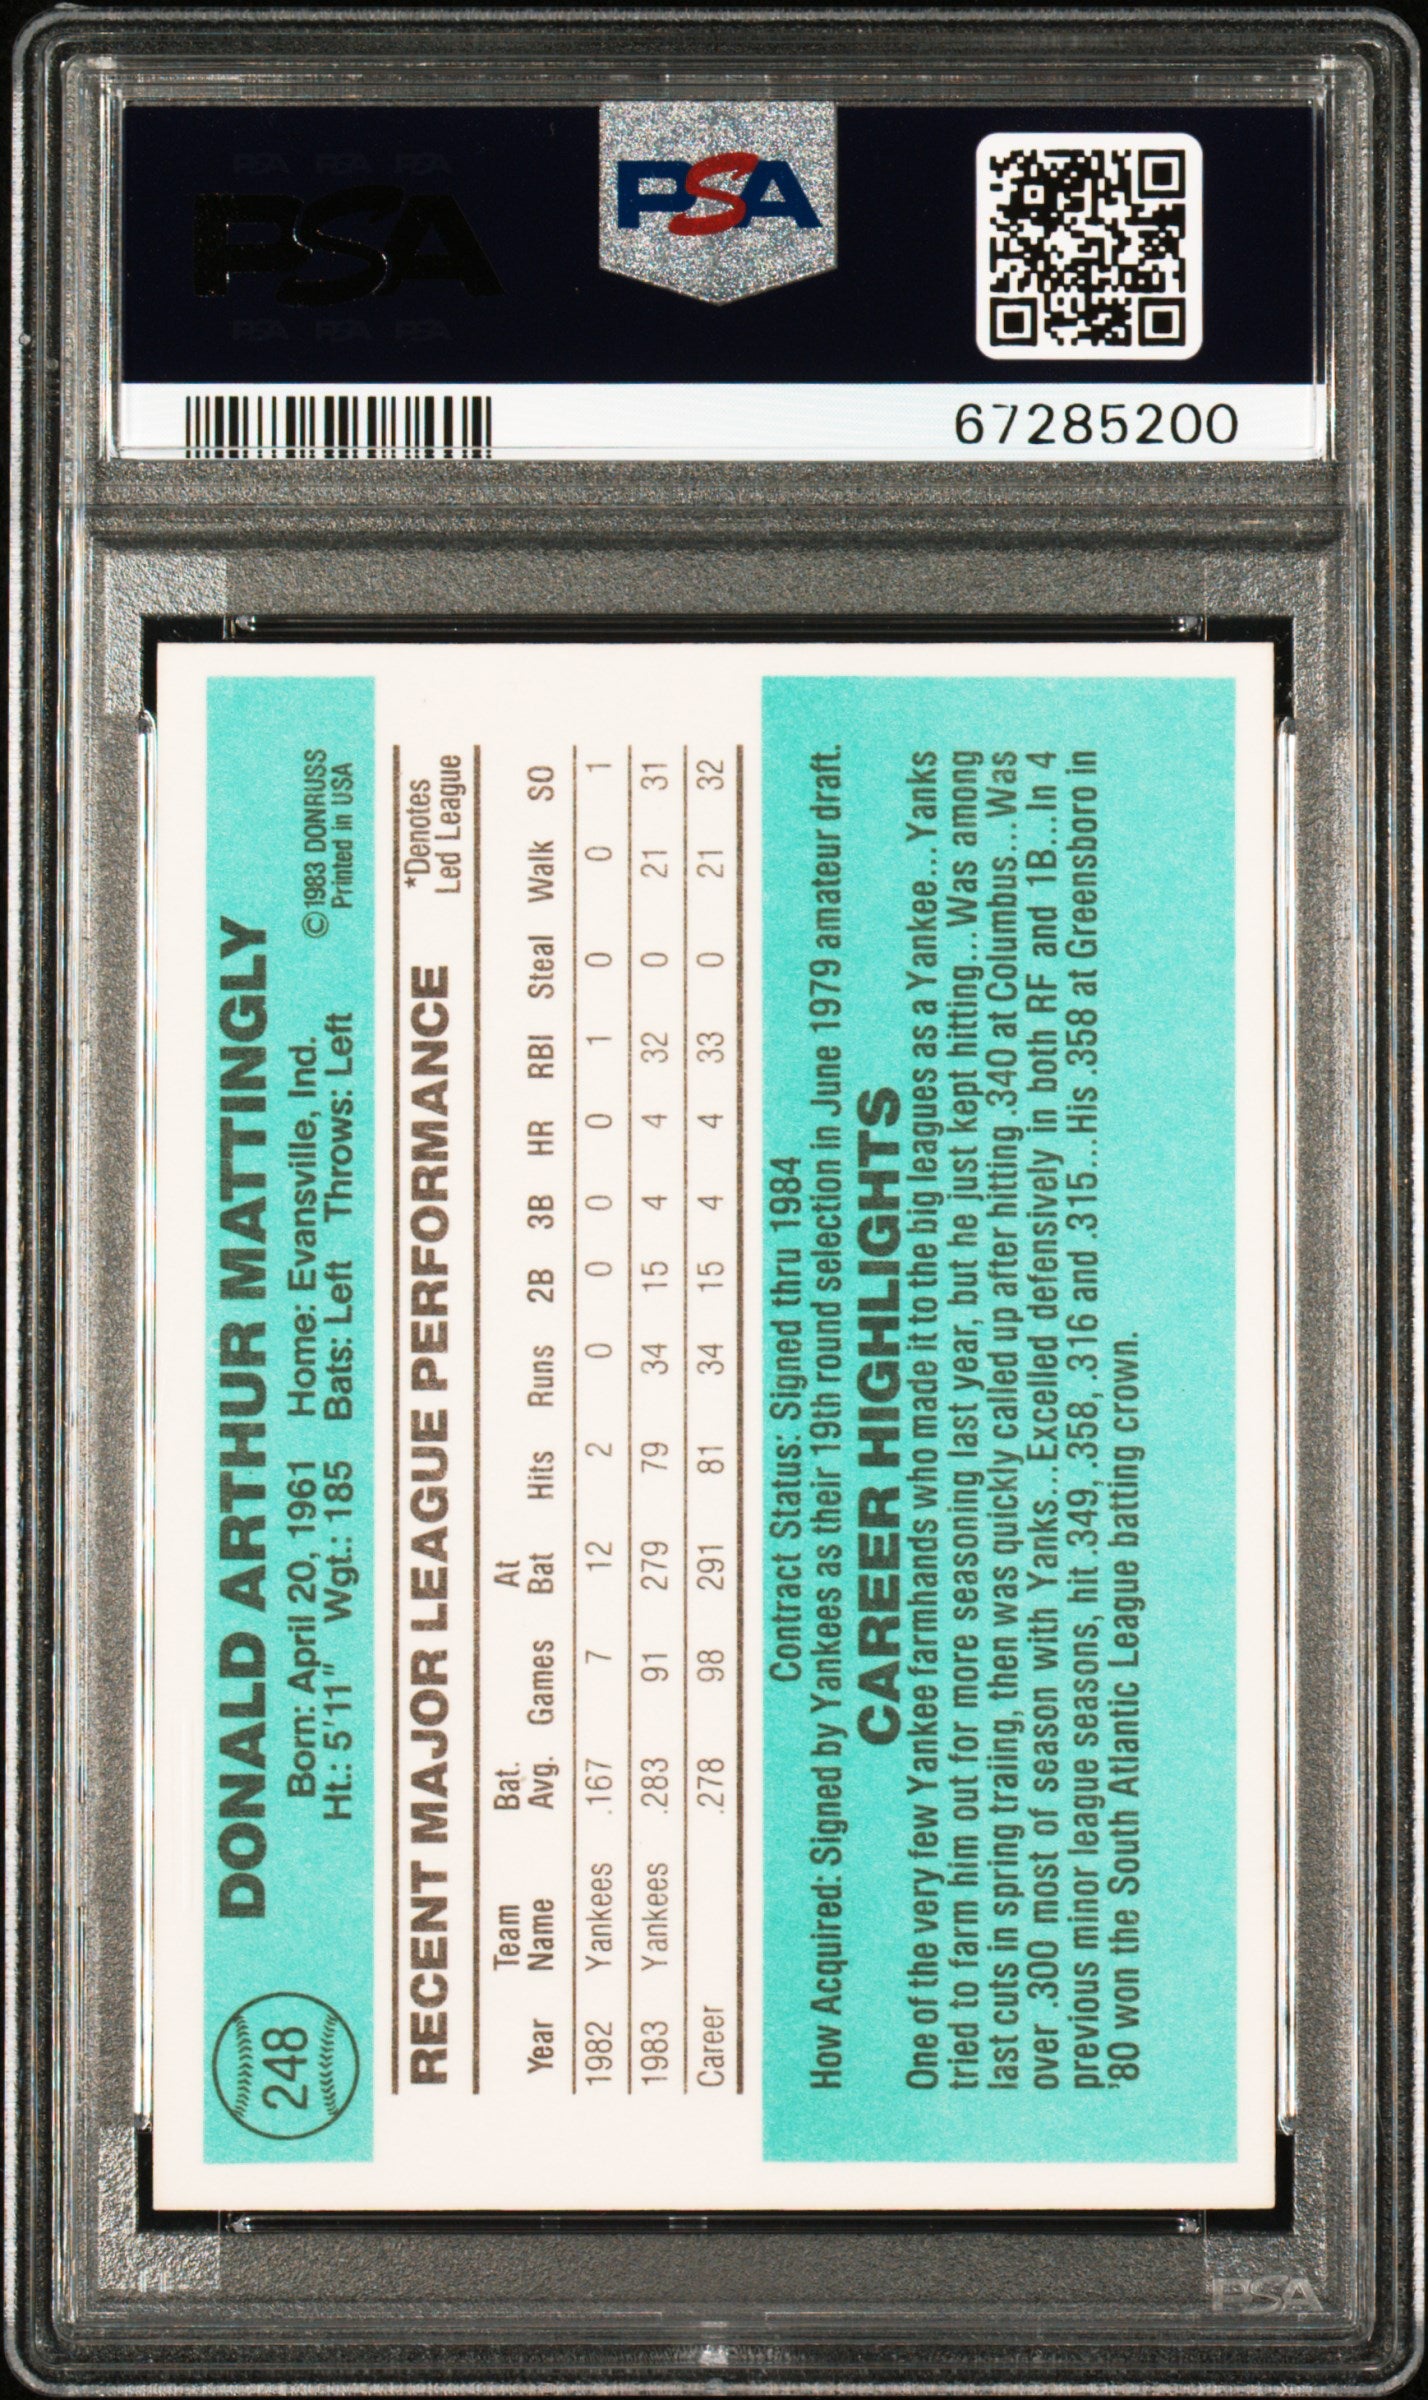 PSA PSA PSA
PSA
PSA PSA PSA
PSA
67285200
248
DONALD ARTHUR MATTINGLY
Born: April 20, 1961 Home: Evansville, Ind.
Ht.: 5'11" Wgt.: 185 Bats: Left Throws: Left
©1983 DONRUSS
Printed in USA
RECENT MAJOR LEAGUE PERFORMANCE
*Denotes
Led League
Year Team Name Bat. Avg. Games At Bat Hits Runs 2B 3B HR RBI Steal Walk SO
1982 Yankees .167 7 12 2 0 0 0 0 1 0 0 1
1983 Yankees .283 91 279 79 34 15 4 4 32 0 21 31
Career .278 98 291 81 34 15 4 4 33 0 21 32
Contract Status: Signed thru 1984
How Acquired: Signed by Yankees as their 19th round selection in June 1979 amateur draft.
CAREER HIGHLIGHTS
One of the very few Yankee farmhands who made it to the big leagues as a Yankee...Yanks
tried to farm him out for more seasoning last year, but he just kept hitting...Was among
last cuts in spring trailing, then was quickly called up after hitting .340 at Columbus...Was
over .300 most of season with Yanks...Excelled defensively in both RF and 1B...In 4
previous minor league seasons, hit .349, .358, .316 and .315...His .358 at Greensboro in
'80 won the South Atlantic League batting crown.
PSA